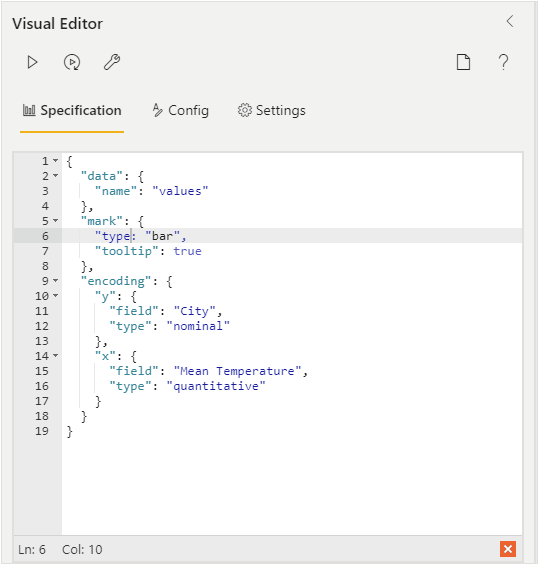 Visual Editor
Specification Config Settings
1 {
2 "data": {
3 "name": "values"
4 },
5 "mark": {
6 "type": "bar",
7 "tooltip": true
8 },
9 "encoding": {
10 "y": {
11 "field": "City",
12 "type": "nominal"
13 },
14 "x": {
15 "field": "Mean Temperature",
16 "type": "quantitative"
17 }
18 }
19 }
Ln: 6 Col: 10